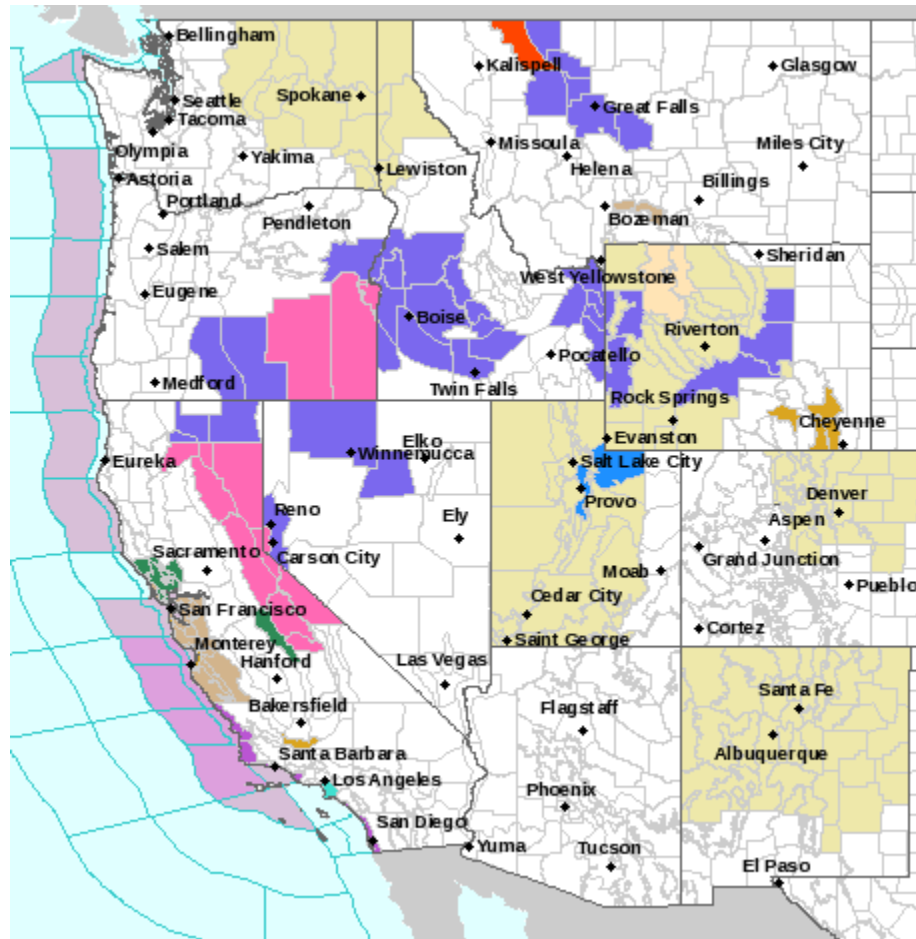 Bellingham
Kalispell
Glasgow
Spokane
Seattle
Great Falls
Tacoma
Olympia
Yakima
Missoula
Miles City
Lewiston
Helena
Astoria
Billings
Portland
Pendleton
Bozeman
Salem
West Yellowstone
Sheridan
Eugene
Boise
Riverton
Pocatello
Medford
Twin Falls
Rock Springs
Cheyenne
Elko
Evanston
Winnemucca
Eureka
Salt Lake City
Provo
Denver
Reno
Ely
Aspen
Sacramento
Carson City
Grand Junction
Moab
Pueblo
San Francisco
Cedar City
Cortez
Monterey
Saint George
Hanford
Las Vegas
Santa Fe
Bakersfield
Flagstaff
Albuquerque
Santa Barbara
Los Angeles
Phoenix
San Diego
Yuma
Tucson
El Paso